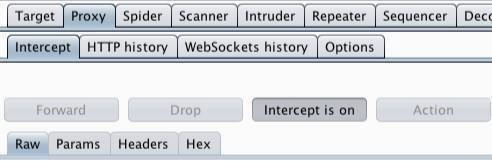 Target Proxy Spider Scanner Intruder Repeater Sequencer
Intercept HTTP history WebSockets history Options
Forward Drop Intercept is on Action
Raw Params Headers Hex